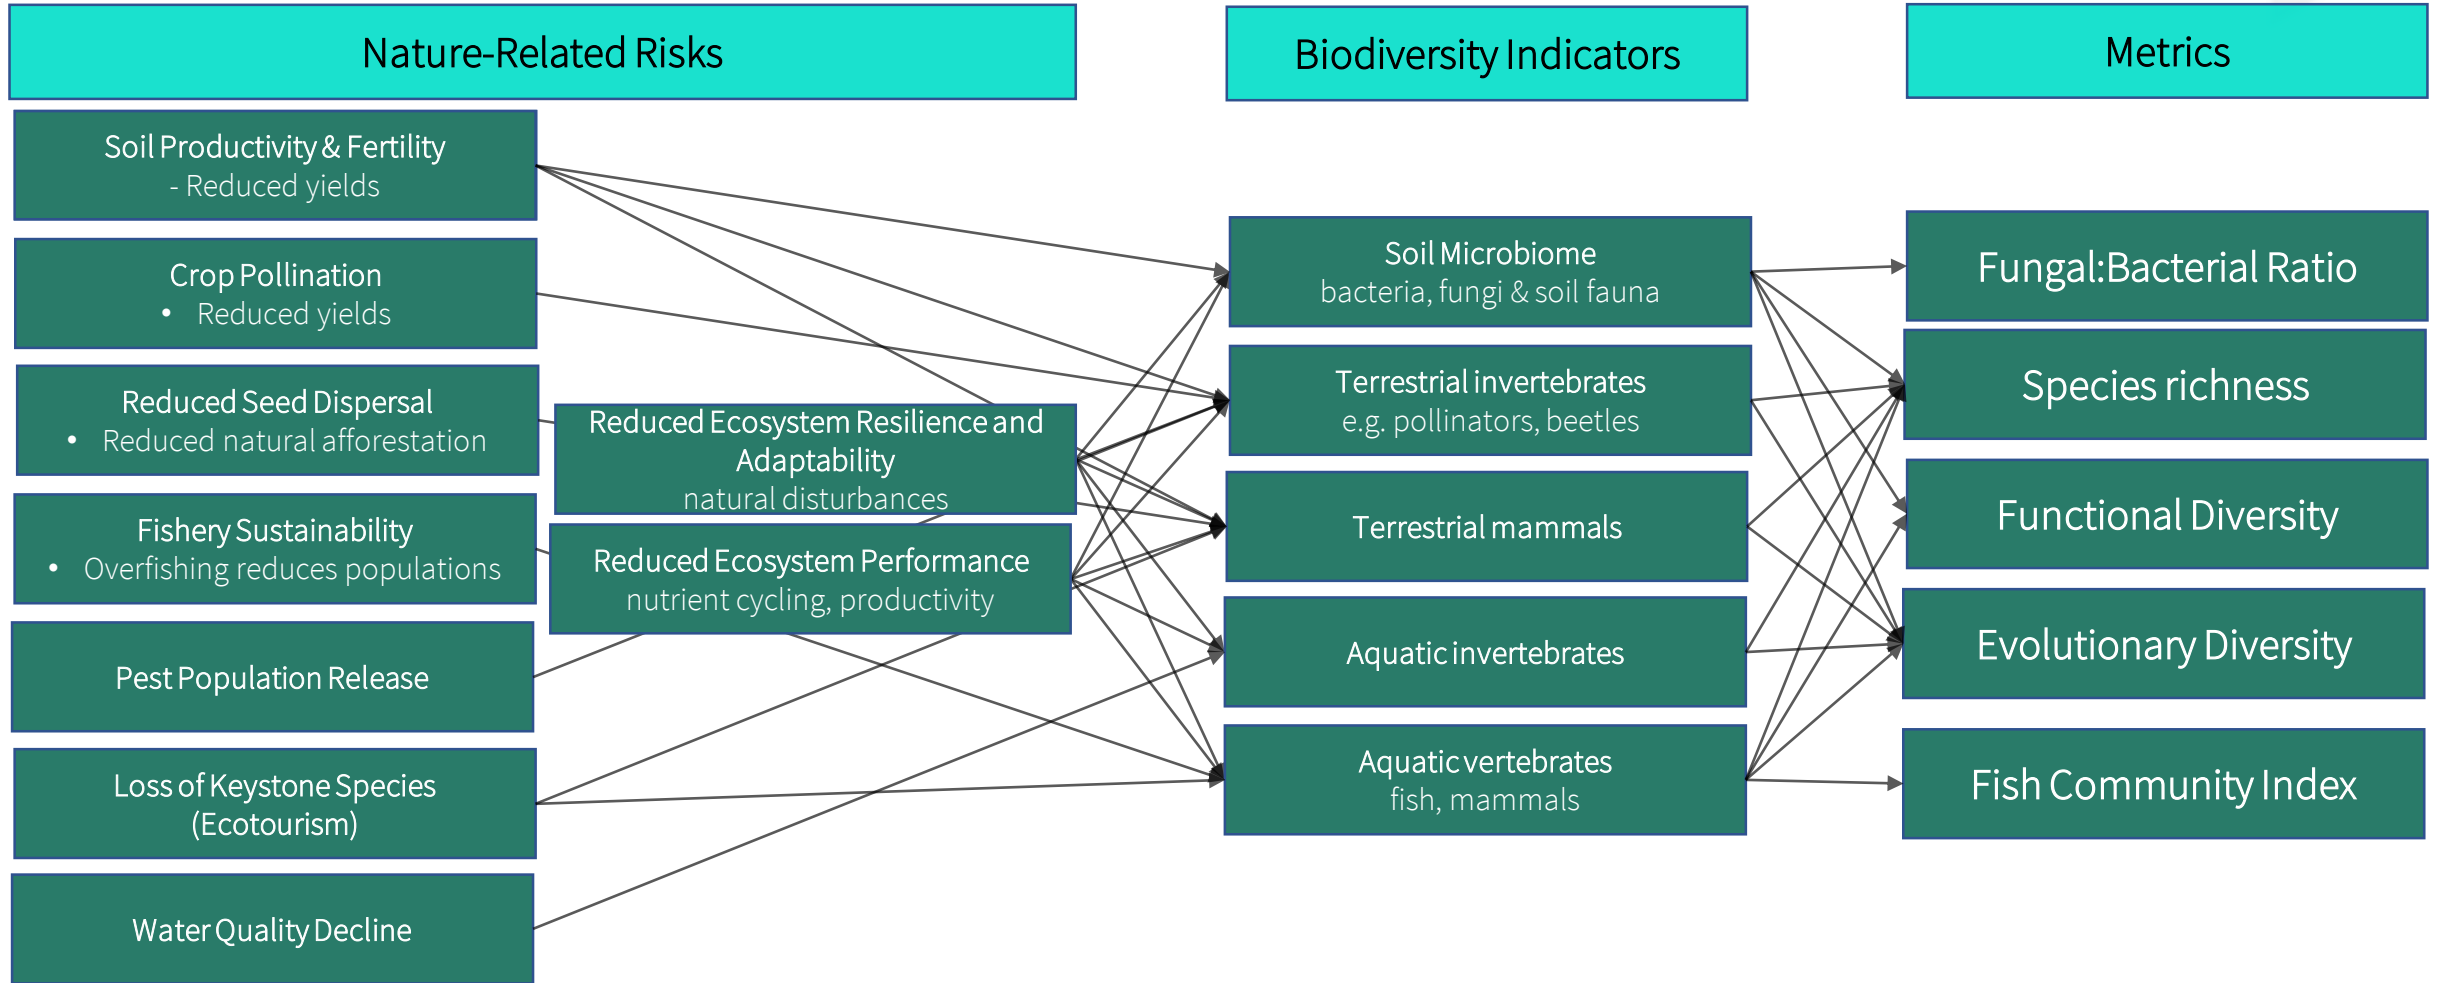 Nature-Related Risks
Biodiversity Indicators
Metrics
Soil Productivity & Fertility
- Reduced yields
Crop Pollination
• Reduced yields
Reduced Seed Dispersal
• Reduced natural afforestation
Fishery Sustainability
• Overfishing reduces populations
Pest Population Release
Loss of Keystone Species
(Ecotourism)
Water Quality Decline
Reduced Ecosystem Resilience and
Adaptability
natural disturbances
Reduced Ecosystem Performance
nutrient cycling, productivity
Soil Microbiome
bacteria, fungi & soil fauna
Terrestrial invertebrates
e.g. pollinators, beetles
Terrestrial mammals
Aquatic invertebrates
Aquatic vertebrates
fish, mammals
Fungal:Bacterial Ratio
Species richness
Functional Diversity
Evolutionary Diversity
Fish Community Index